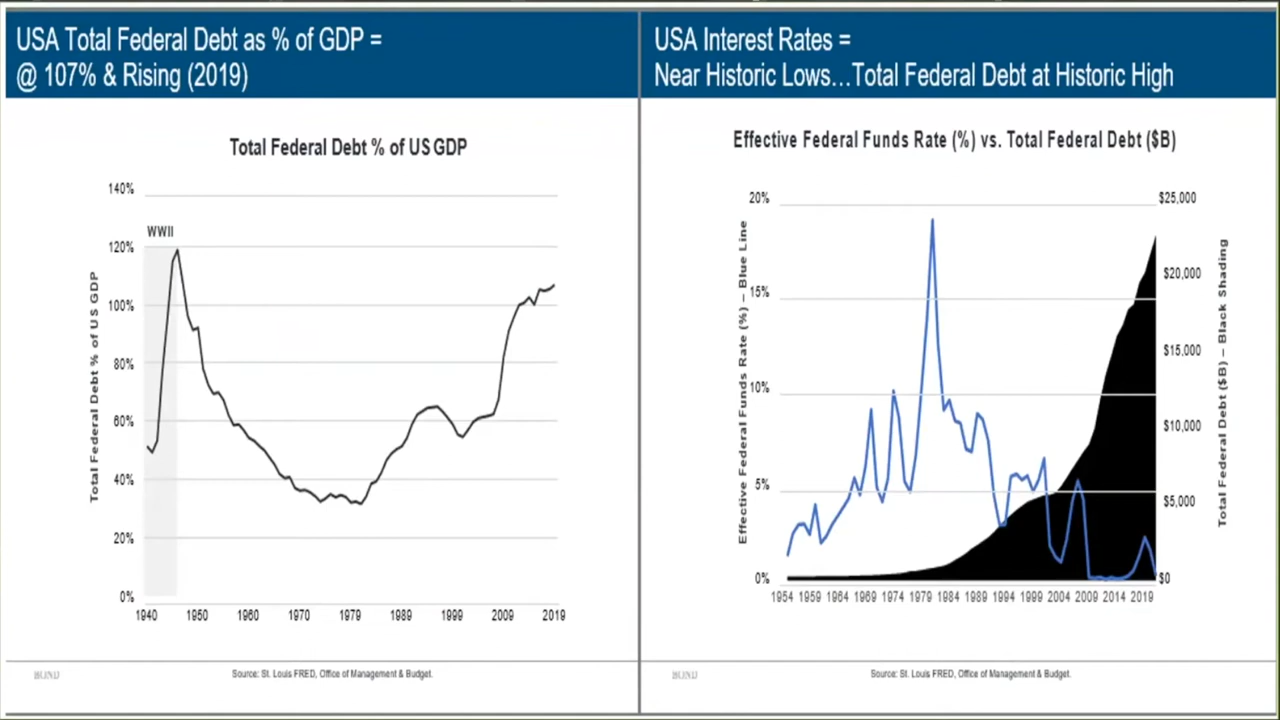 USA Total Federal Debt as % of GDP =
@ 107% & Rising (2019)
Total Federal Debt % of US GDP
140%
WWII
120%
100%
80%
60%
40%
20%
0%
Total Federal Debt % of US GDP
1940 1950 1960 1970 1979 1989 1999 2009 2019
BOND
Source: St. Louis FRED, Office of Management & Budget.
USA Interest Rates =
Near Historic Lows...Total Federal Debt at Historic High
Effective Federal Funds Rate (%) vs. Total Federal Debt ($B)
20%
15%
10%
5%
0%
Effective Federal Funds Rate (%) – Blue Line
$25,000
$20,000
$15,000
$10,000
$5,000
$0
Total Federal Debt ($B) – Black Shading
1954 1959 1964 1969 1974 1979 1984 1989 1994 1999 2004 2009 2014 2019
BOND
Source: St. Louis FRED, Office of Management & Budget.